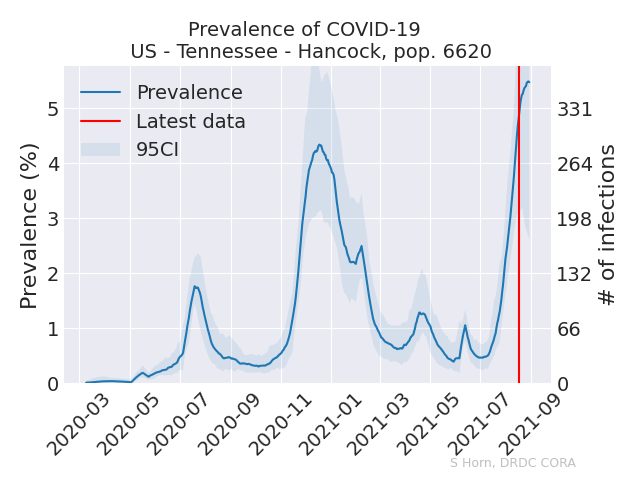 Prevalence of COVID-19
US - Tennessee - Hancock, pop. 6620
Prevalence
Latest data
95CI
Prevalence (%)
5
4
3
2
1
0
331
264
198
132
66
0
# of infections
2020-03
2020-05
2020-07
2020-09
2020-11
2021-01
2021-03
2021-05
2021-07
2021-09
S Horn, DRDC CORA